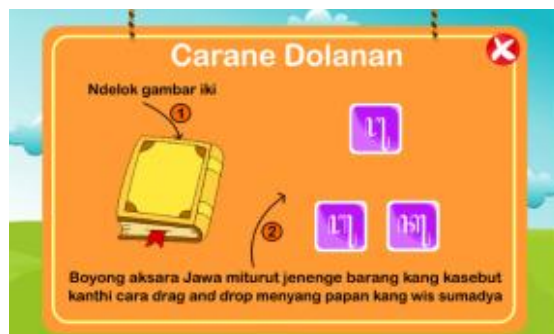 Carane Dolanan
Ndelok gambar iki
1
2
Boyong aksara Jawa miturut jenenge barang kang kasebut
kanthi cara drag and drop menyang papan kang wis sumadya